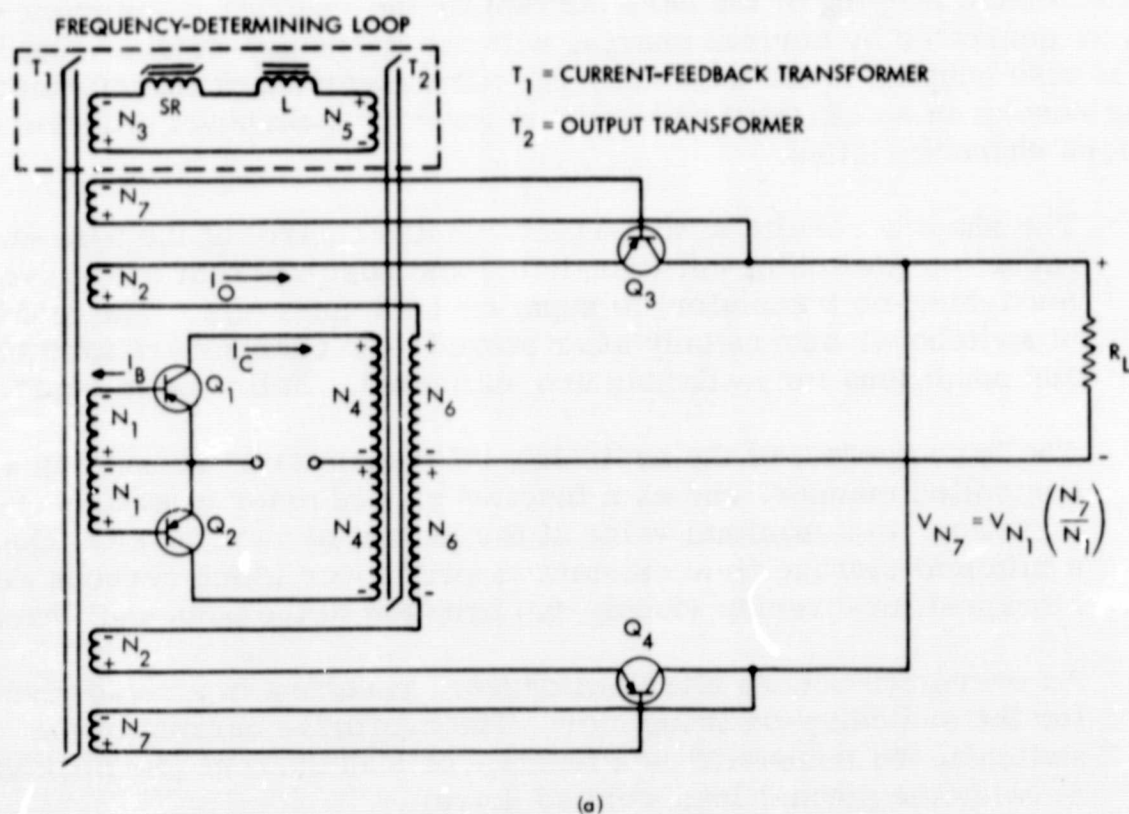 FREQUENCY-DETERMINING LOOP
T1 T2
SR L
N3 N5
T1 = CURRENT-FEEDBACK TRANSFORMER
T2 = OUTPUT TRANSFORMER
- + - +
- + N7
- + N2 IO
Q3
+
IB Q1 IC
+ +
N1 N4 N6 RL
- + - + - + -
N1 N4 N6
Q2
VN7 = VN1 (N7/N1)
+ - -
- + N2
Q4
- + N7
(a)